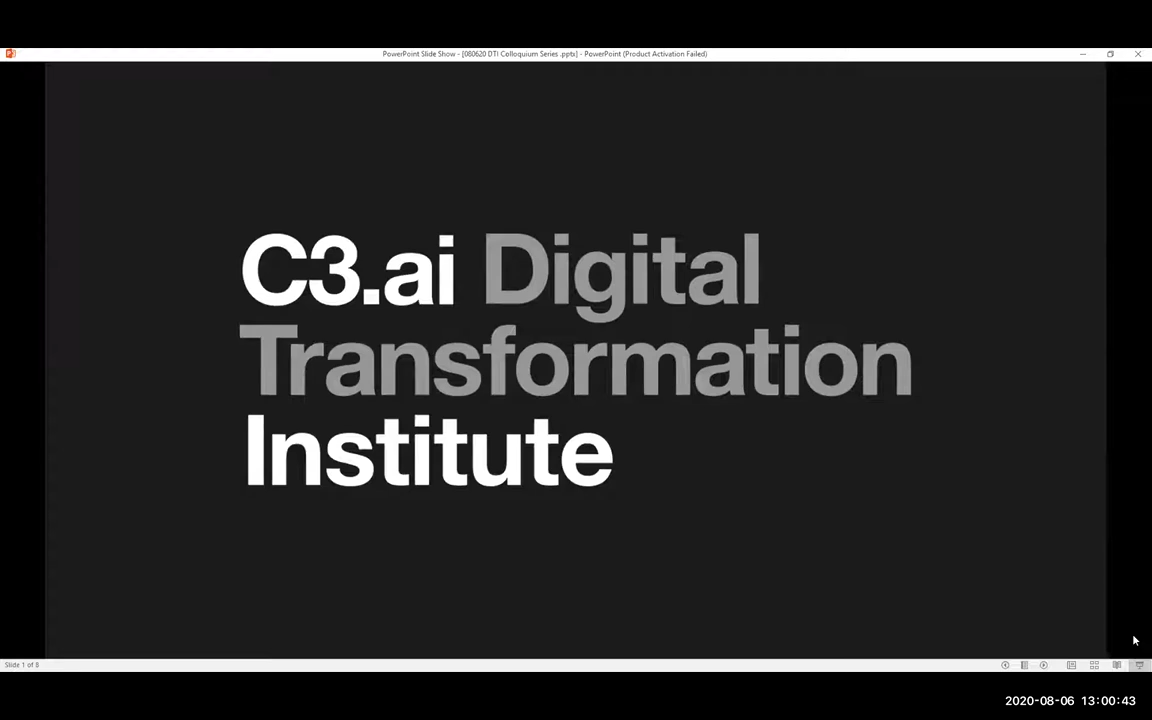 PowerPoint Slide Show - [080620 DTI Colloquium Series .pptx] - PowerPoint (Product Activation Failed)
C3.ai Digital
Transformation
Institute
Slide 1 of 8
2020-08-06 13:00:43